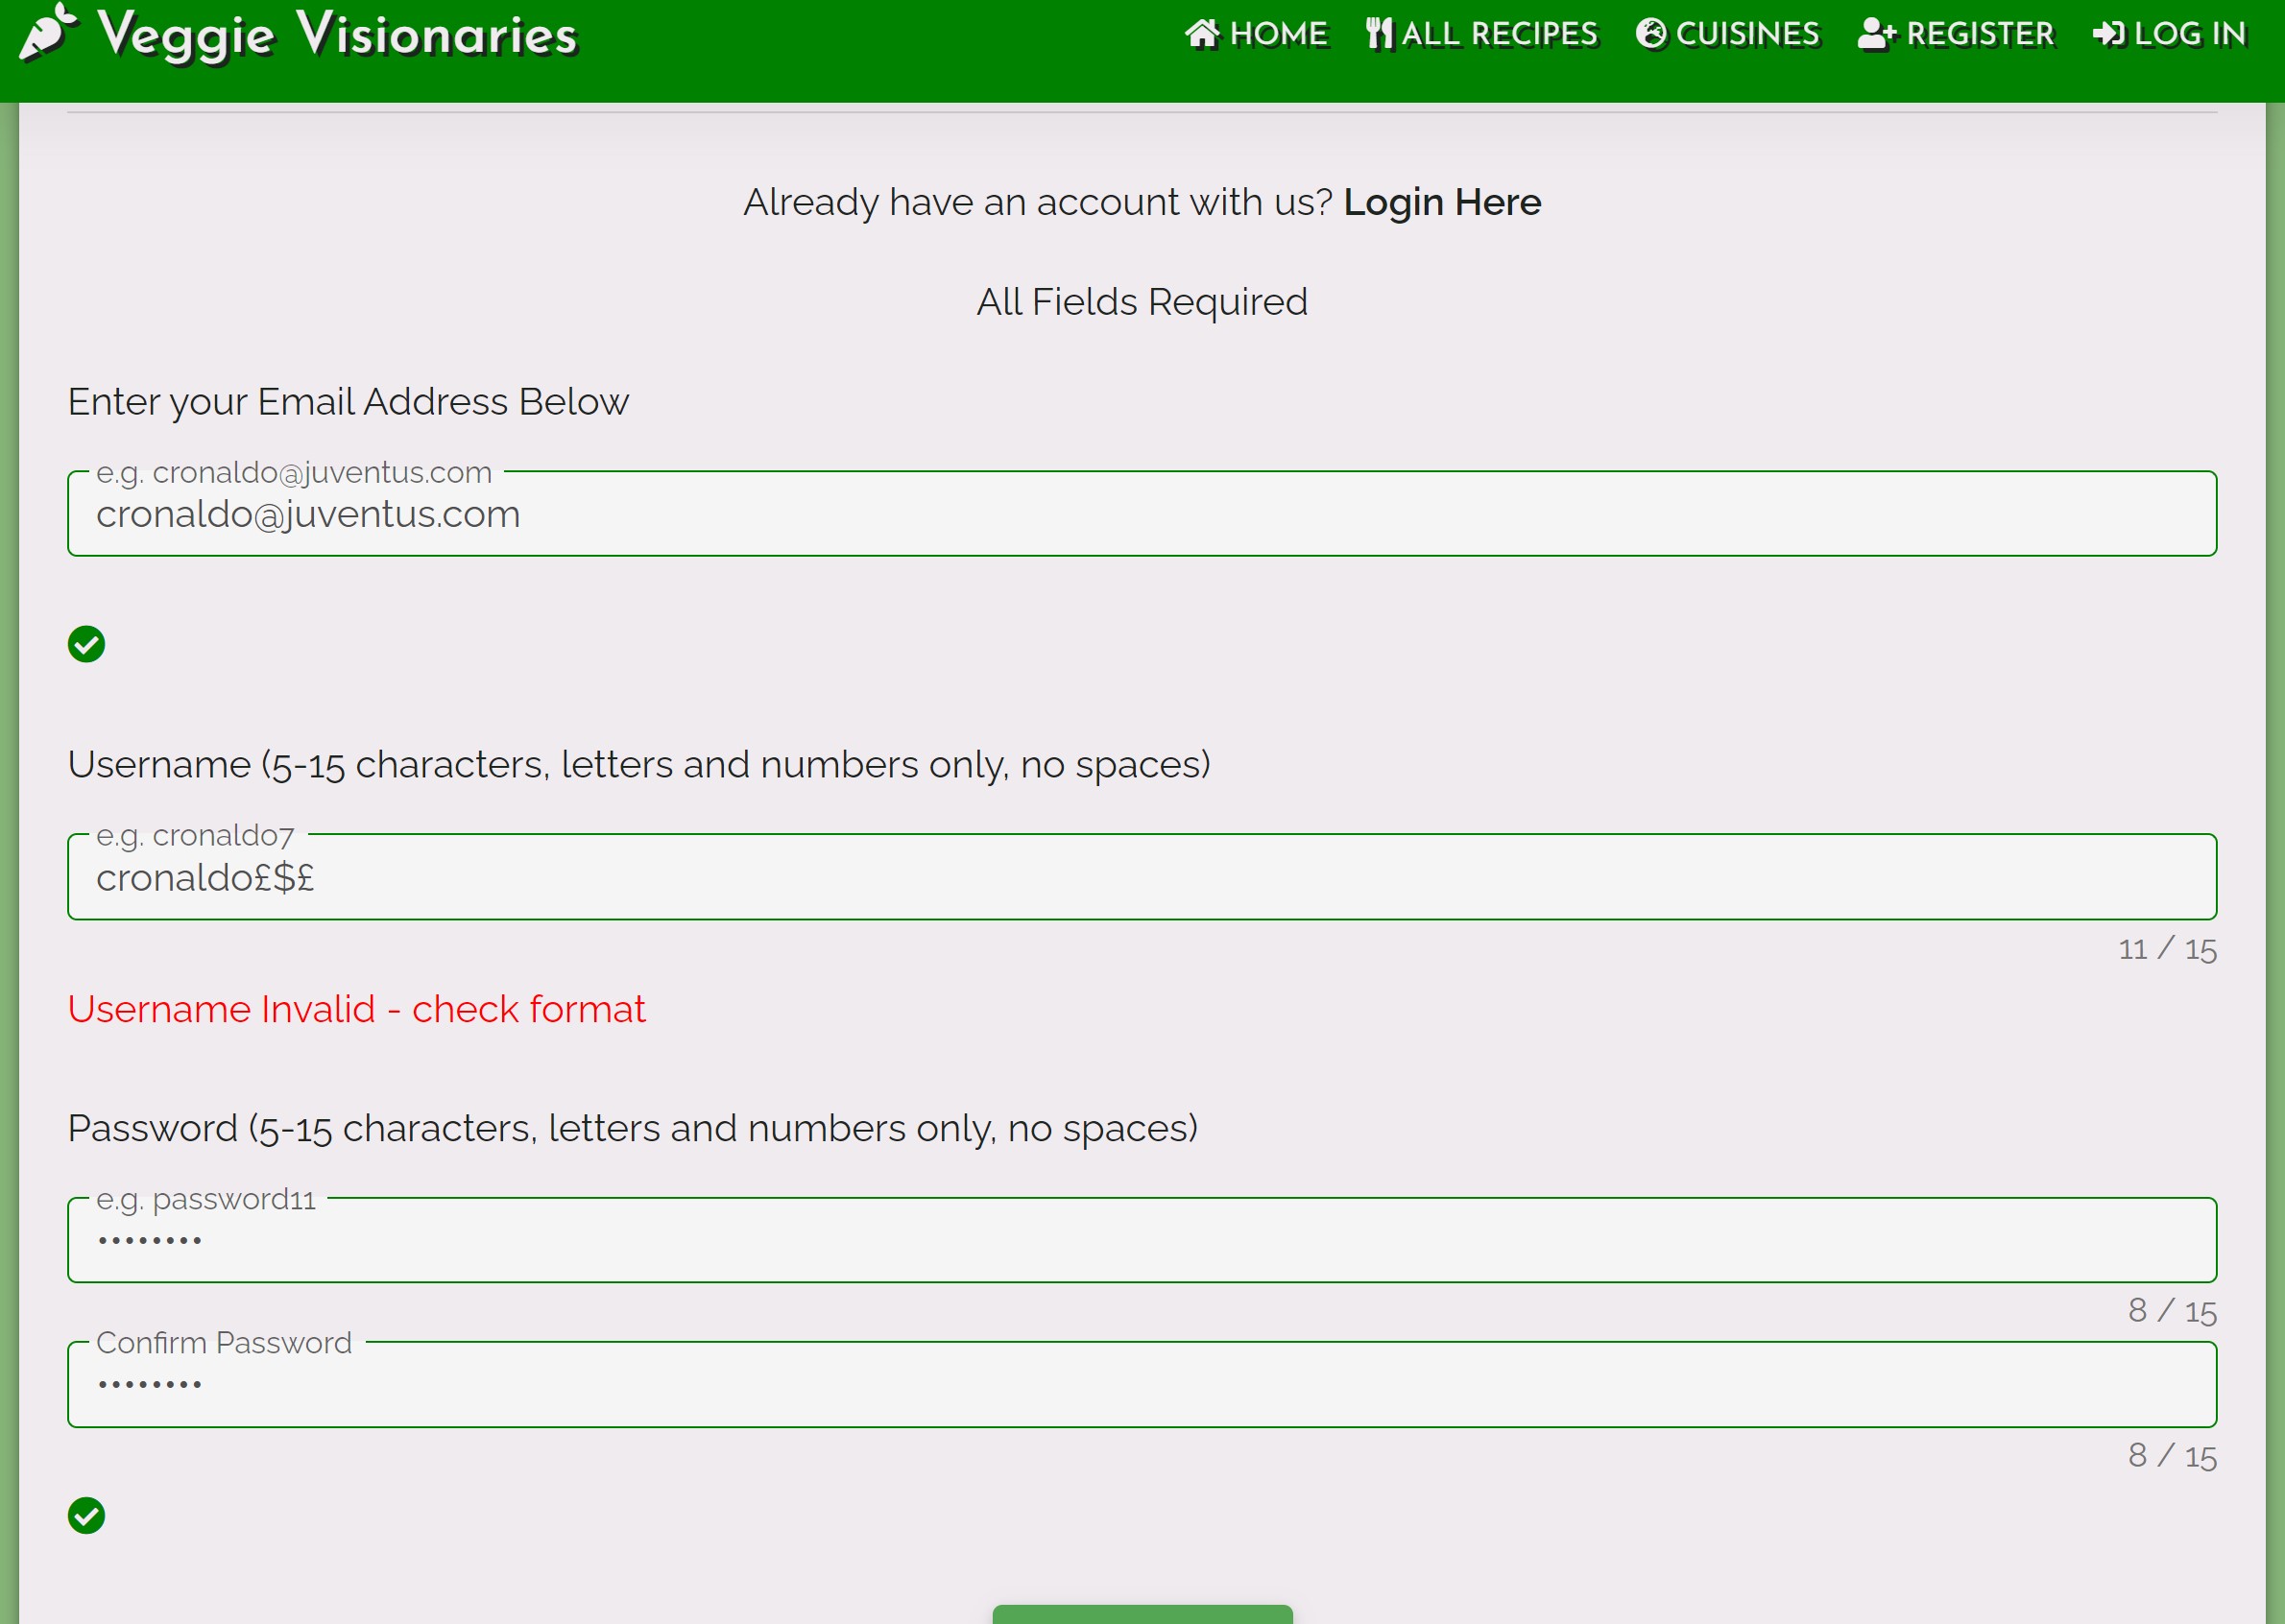 Veggie Visionaries
HOME ALL RECIPES CUISINES REGISTER LOG IN
Already have an account with us? Login Here
All Fields Required
Enter your Email Address Below
e.g. cronaldo@juventus.com
cronaldo@juventus.com
Username (5-15 characters, letters and numbers only, no spaces)
e.g. cronaldo7
cronaldo£$£
11 / 15
Username Invalid - check format
Password (5-15 characters, letters and numbers only, no spaces)
e.g. password11
••••••••
8 / 15
Confirm Password
••••••••
8 / 15